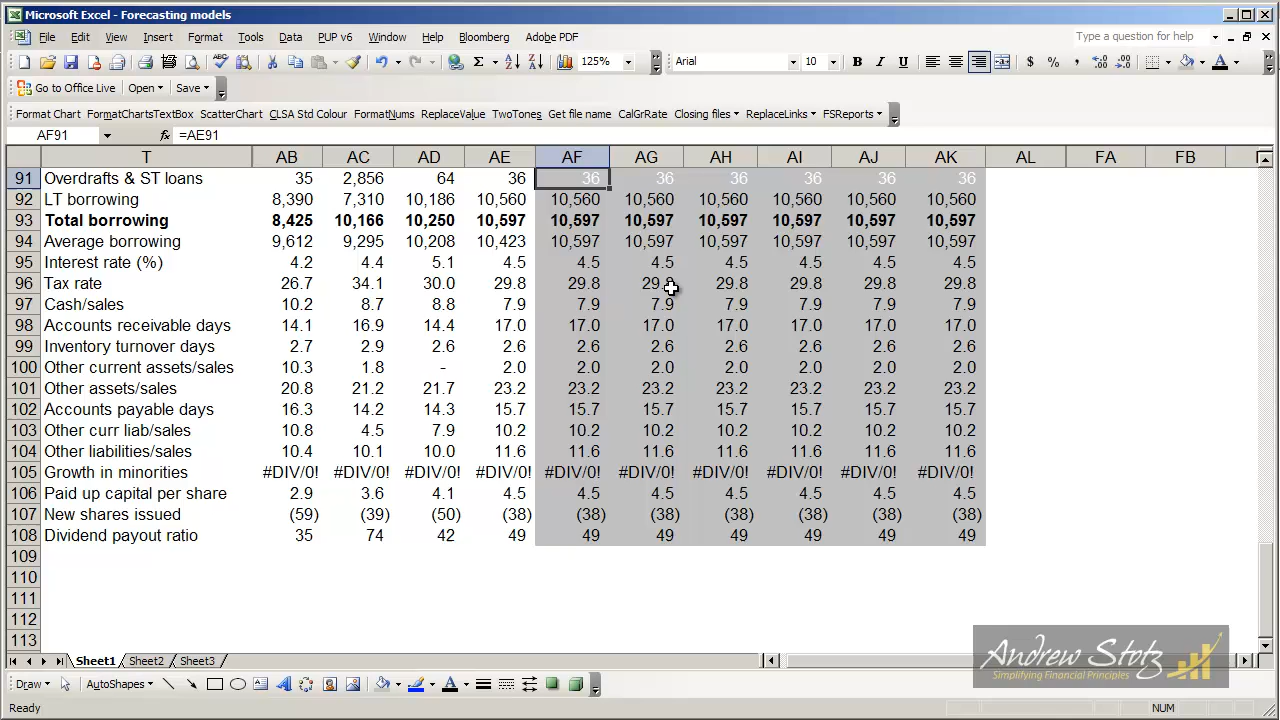 Microsoft Excel - Forecasting models
File Edit View Insert Format Tools Data PUP v6 Window Help Bloomberg Adobe PDF Type a question for help
125% Arial 10 B I U $ % ,
Go to Office Live Open Save
Format Chart FormatChartsTextBox ScatterChart CLSA Std Colour FormatNums ReplaceValue TwoTones Get file name CalGrRate Closing files ReplaceLinks FSReports
AF91 fx =AE91
T AB AC AD AE AF AG AH AI AJ AK AL FA FB
91 Overdrafts & ST loans 35 2,856 64 36 36 36 36 36 36 36
92 LT borrowing 8,390 7,310 10,186 10,560 10,560 10,560 10,560 10,560 10,560 10,560
93 Total borrowing 8,425 10,166 10,250 10,597 10,597 10,597 10,597 10,597 10,597 10,597
94 Average borrowing 9,612 9,295 10,208 10,423 10,597 10,597 10,597 10,597 10,597 10,597
95 Interest rate (%) 4.2 4.4 5.1 4.5 4.5 4.5 4.5 4.5 4.5 4.5
96 Tax rate 26.7 34.1 30.0 29.8 29.8 29.8 29.8 29.8 29.8 29.8
97 Cash/sales 10.2 8.7 8.8 7.9 7.9 7.9 7.9 7.9 7.9 7.9
98 Accounts receivable days 14.1 16.9 14.4 17.0 17.0 17.0 17.0 17.0 17.0 17.0
99 Inventory turnover days 2.7 2.9 2.6 2.6 2.6 2.6 2.6 2.6 2.6 2.6
100 Other current assets/sales 10.3 1.8 - 2.0 2.0 2.0 2.0 2.0 2.0 2.0
101 Other assets/sales 20.8 21.2 21.7 23.2 23.2 23.2 23.2 23.2 23.2 23.2
102 Accounts payable days 16.3 14.2 14.3 15.7 15.7 15.7 15.7 15.7 15.7 15.7
103 Other curr liab/sales 10.8 4.5 7.9 10.2 10.2 10.2 10.2 10.2 10.2 10.2
104 Other liabilities/sales 10.4 10.1 10.0 11.6 11.6 11.6 11.6 11.6 11.6 11.6
105 Growth in minorities #DIV/0! #DIV/0! #DIV/0! #DIV/0! #DIV/0! #DIV/0! #DIV/0! #DIV/0! #DIV/0! #DIV/0!
106 Paid up capital per share 2.9 3.6 4.1 4.5 4.5 4.5 4.5 4.5 4.5 4.5
107 New shares issued (59) (39) (50) (38) (38) (38) (38) (38) (38) (38)
108 Dividend payout ratio 35 74 42 49 49 49 49 49 49 49
109
110
111
112
113
Andrew Stotz
Simplifying Financial Principles
Sheet1 Sheet2 Sheet3
Draw AutoShapes
Ready NUM